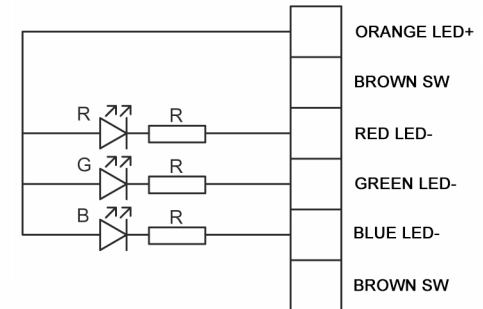 ORANGE LED+
BROWN SW
R R
RED LED-
G R
GREEN LED-
B R
BLUE LED-
BROWN SW